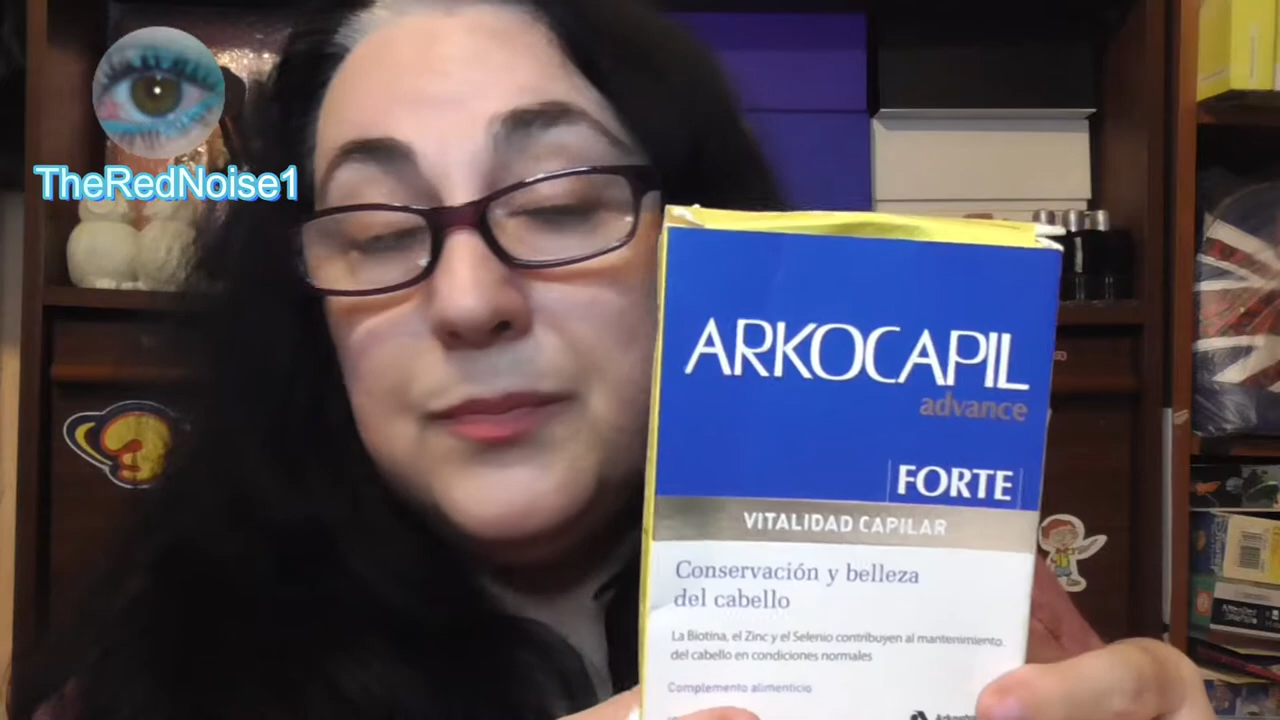 TheRedNoise1
ARKOCAPIL
advance
FORTE
VITALIDAD CAPILAR
Conservación y belleza
del cabello
La Biotina, el Zinc y el Selenio contribuyen al mantenimiento
del cabello en condiciones normales
Complemento alimenticio